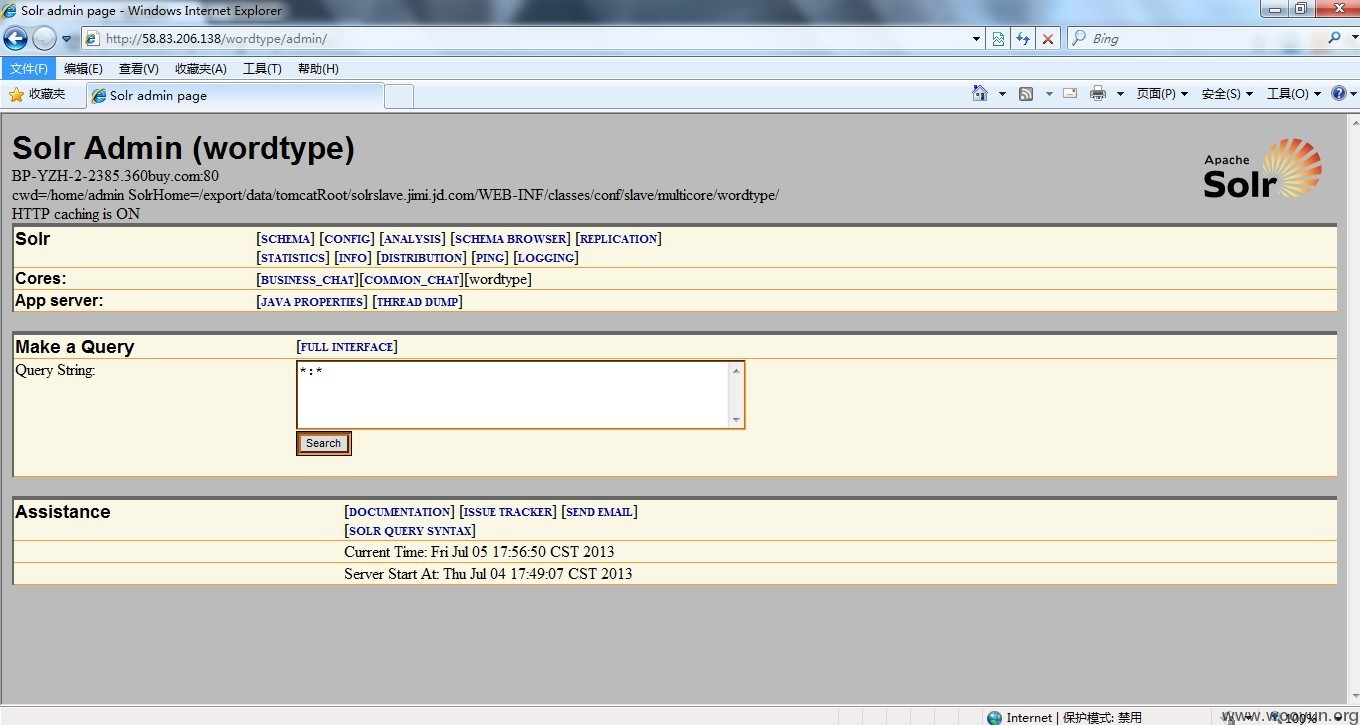 Solr admin page - Windows Internet Explorer
http://58.83.206.138/wordtype/admin/
Bing
文件(F) 编辑(E) 查看(V) 收藏夹(A) 工具(T) 帮助(H)
收藏夹 Solr admin page 页面(P) 安全(S) 工具(O)
Solr Admin (wordtype)
BP-YZH-2-2385.360buy.com:80
cwd=/home/admin SolrHome=/export/data/tomcatRoot/solrslave.jimi.jd.com/WEB-INF/classes/conf/slave/multicore/wordtype/
HTTP caching is ON
Apache
Solr
Solr [SCHEMA] [CONFIG] [ANALYSIS] [SCHEMA BROWSER] [REPLICATION]
[STATISTICS] [INFO] [DISTRIBUTION] [PING] [LOGGING]
Cores: [BUSINESS_CHAT][COMMON_CHAT][wordtype]
App server: [JAVA PROPERTIES] [THREAD DUMP]
Make a Query [FULL INTERFACE]
Query String: *:*
Search
Assistance [DOCUMENTATION] [ISSUE TRACKER] [SEND EMAIL]
[SOLR QUERY SYNTAX]
Current Time: Fri Jul 05 17:56:50 CST 2013
Server Start At: Thu Jul 04 17:49:07 CST 2013
Internet | 保护模式: 禁用 100%
www.wooyun.org